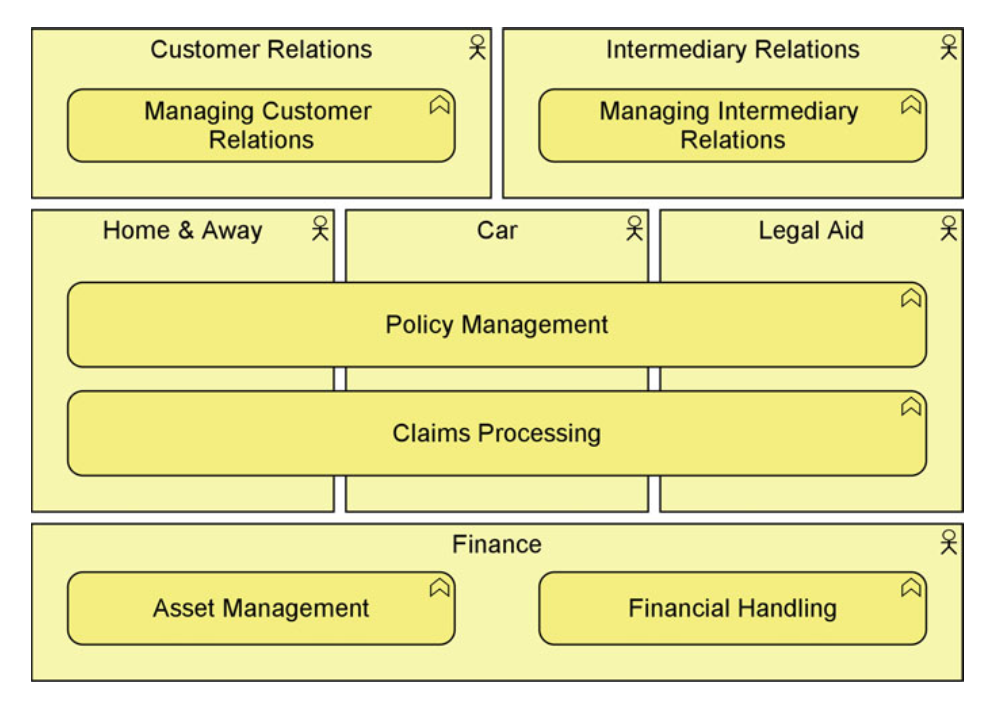 Customer Relations
Intermediary Relations
Managing Customer
Relations
Managing Intermediary
Relations
Home & Away
Car
Legal Aid
Policy Management
Claims Processing
Finance
Asset Management
Financial Handling